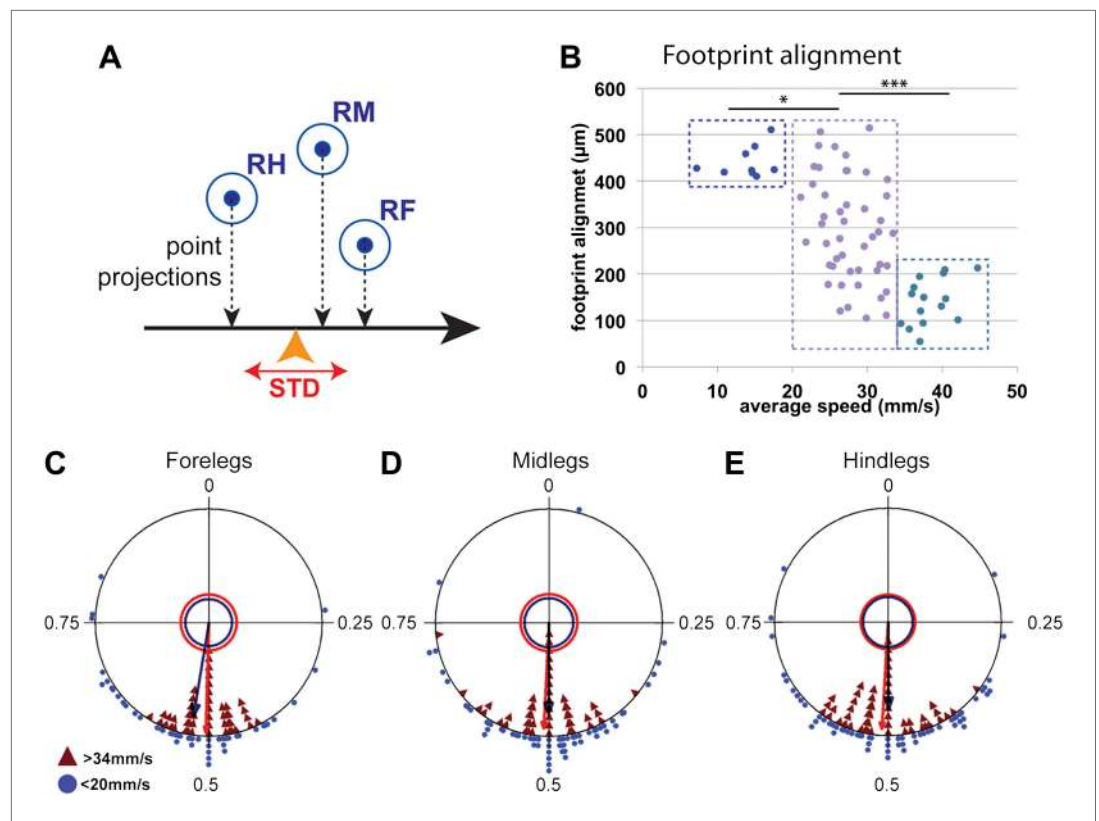 A
RH
RM
RF
point
projections
STD
B
Footprint alignment
*
***
footprint alignmet (µm)
600
500
400
300
200
100
0
0
10
20
30
40
50
average speed (mm/s)
C
Forelegs
0
0.75
0.25
0.5
>34mm/s
<20mm/s
D
Midlegs
0
0.75
0.25
0.5
E
Hindlegs
0
0.75
0.25
0.5